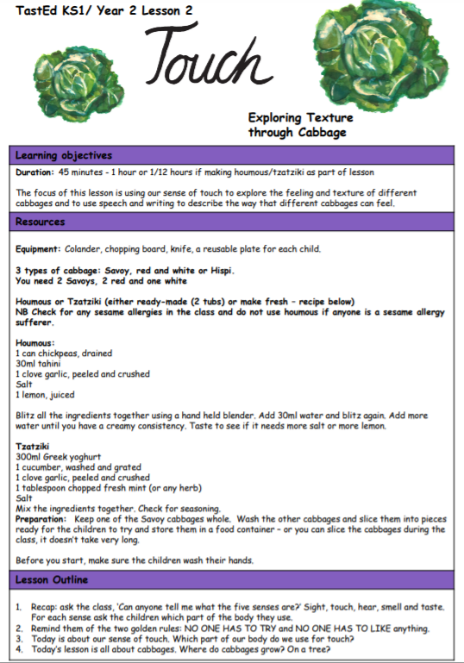 TastEd KS1/ Year 2 Lesson 2
Touch
Exploring Texture
through Cabbage
Learning objectives
Duration: 45 minutes - 1 hour or 1/12 hours if making houmous/tzatziki as part of lesson
The focus of this lesson is using our sense of touch to explore the feeling and texture of different
cabbages and to use speech and writing to describe the way that different cabbages can feel.
Resources
Equipment: Colander, chopping board, knife, a reusable plate for each child.
3 types of cabbage: Savoy, red and white or Hispi.
You need 2 Savoys, 2 red and one white
Houmous or Tzatziki (either ready-made (2 tubs) or make fresh – recipe below)
NB Check for any sesame allergies in the class and do not use houmous if anyone is a sesame allergy
sufferer.
Houmous:
1 can chickpeas, drained
30ml tahini
1 clove garlic, peeled and crushed
Salt
1 lemon, juiced
Blitz all the ingredients together using a hand held blender. Add 30ml water and blitz again. Add more
water until you have a creamy consistency. Taste to see if it needs more salt or more lemon.
Tzatziki
300ml Greek yoghurt
1 cucumber, washed and grated
1 clove garlic, peeled and crushed
1 tablespoon chopped fresh mint (or any herb)
Salt
Mix the ingredients together. Check for seasoning.
Preparation: Keep one of the Savoy cabbages whole. Wash the other cabbages and slice them into pieces
ready for the children to try and store them in a food container – or you can slice the cabbages during the
class, it doesn't take very long.
Before you start, make sure the children wash their hands.
Lesson Outline
1. Recap: ask the class, 'Can anyone tell me what the five senses are?' Sight, touch, hear, smell and taste.
For each sense ask the children which part of the body they use.
2. Remind them of the two golden rules: NO ONE HAS TO TRY and NO ONE HAS TO LIKE anything.
3. Today is about our sense of touch. Which part of our body do we use for touch?
4. Today's lesson is all about cabbages. Where do cabbages grow? On a tree?